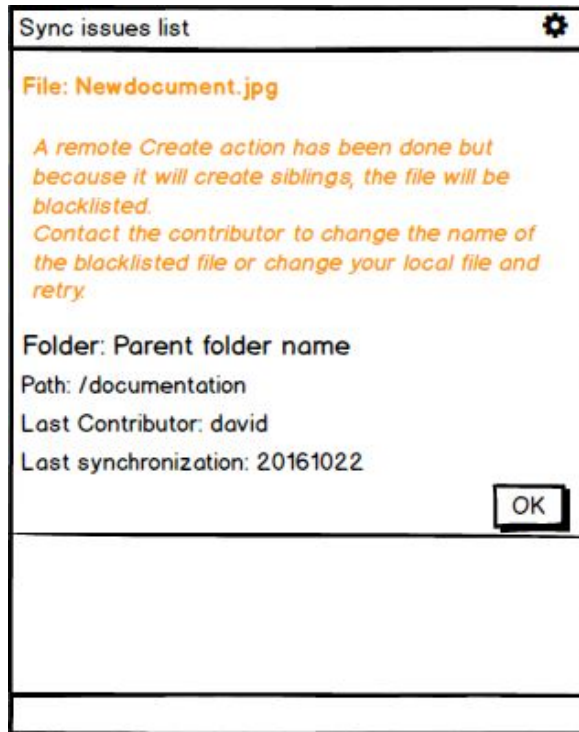 Sync issues list
File: Newdocument.jpg
A remote Create action has been done but
because it will create siblings, the file will be
blacklisted.
Contact the contributor to change the name of
the blacklisted file or change your local file and
retry.
Folder: Parent folder name
Path: /documentation
Last Contributor: david
Last synchronization: 20161022
OK